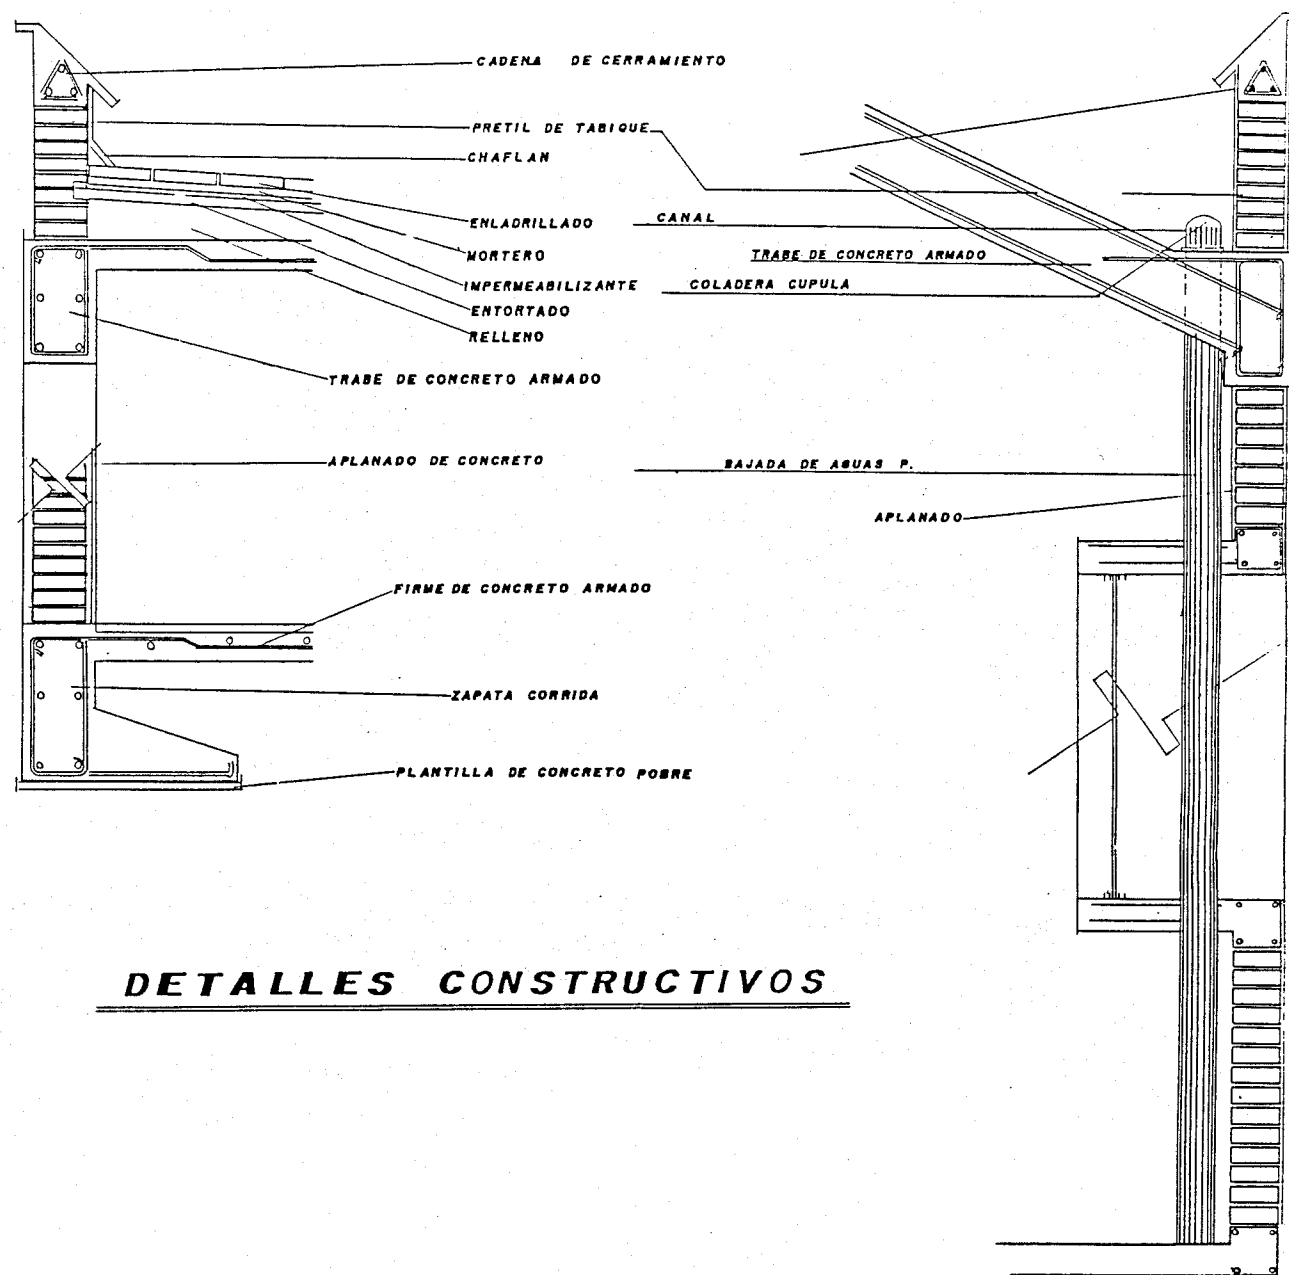 CADENA DE CERRAMIENTO
PRETIL DE TABIQUE
CHAFLAN
ENLADRILLADO
CANAL
MORTERO
TRABE DE CONCRETO ARMADO
IMPERMEABILIZANTE
COLADERA CUPULA
ENTORTADO
RELLENO
TRABE DE CONCRETO ARMADO
APLANADO DE CONCRETO
BAJADA DE AGUAS P.
APLANADO
FIRME DE CONCRETO ARMADO
ZAPATA CORRIDA
PLANTILLA DE CONCRETO POBRE
DETALLES CONSTRUCTIVOS